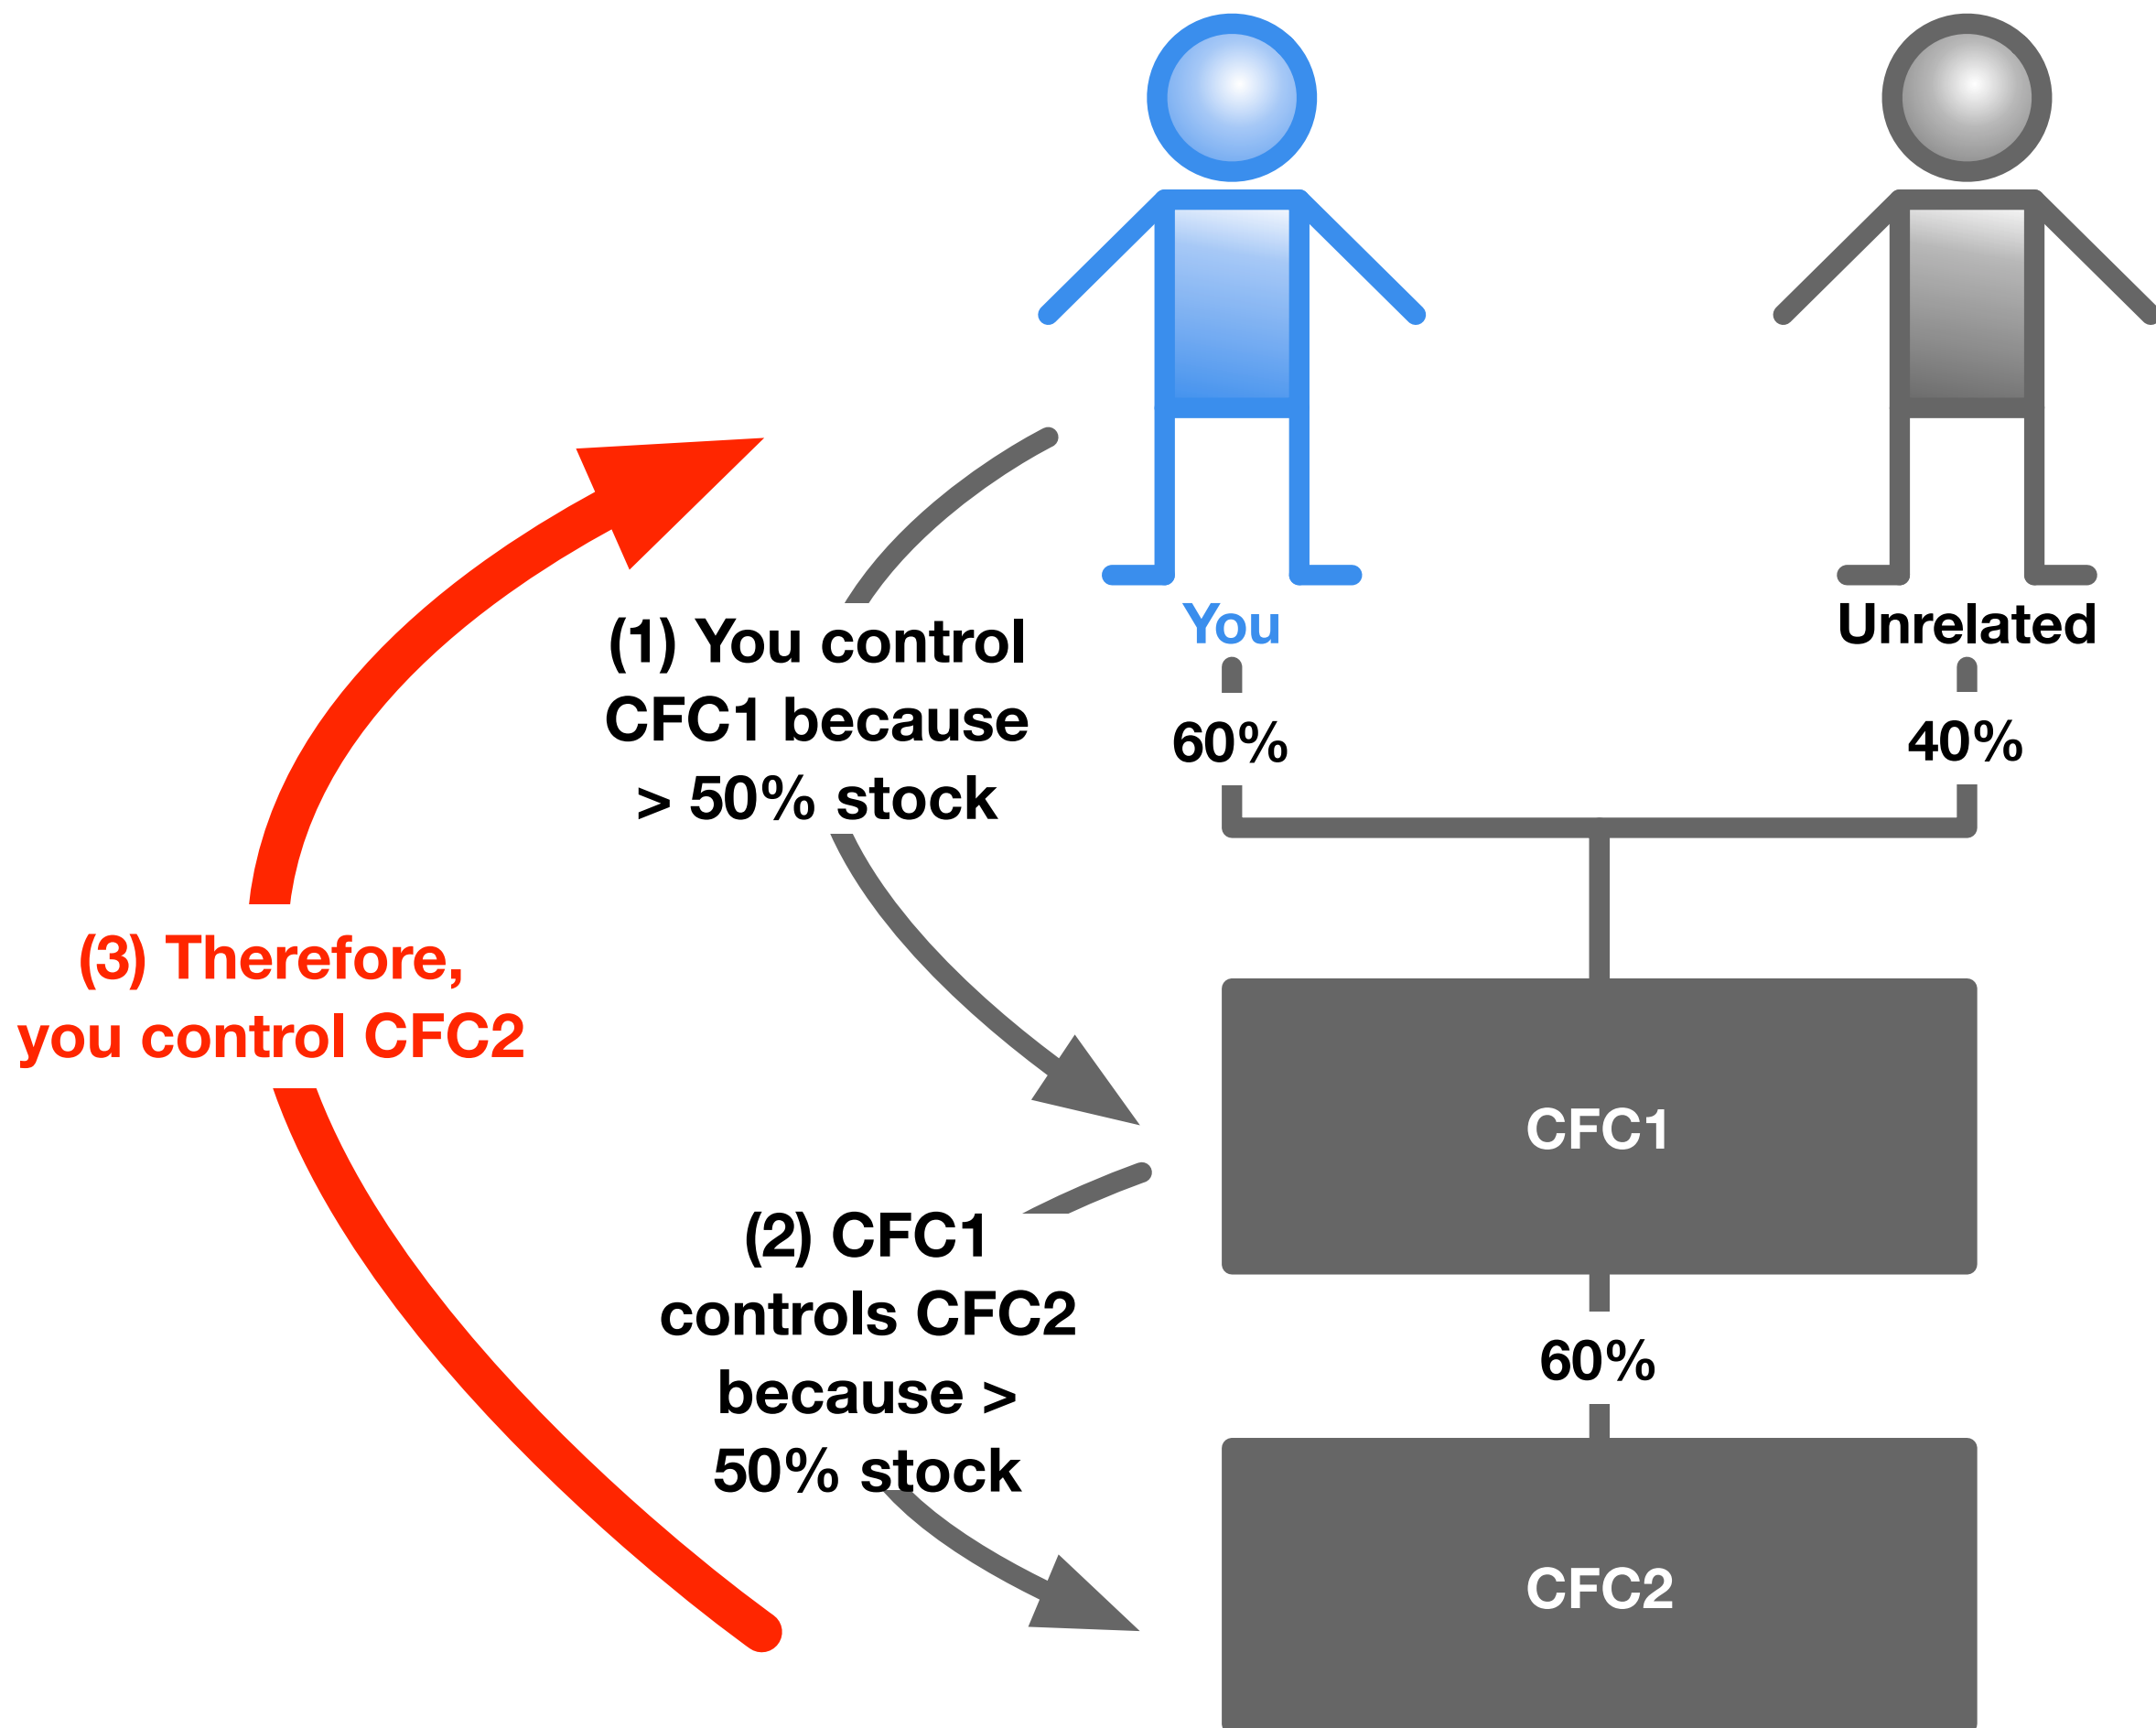 You
Unrelated
(1) You control
CFC1 because
> 50% stock
60%
40%
(3) Therefore,
you control CFC2
CFC1
(2) CFC1
controls CFC2
because >
50% stock
60%
CFC2